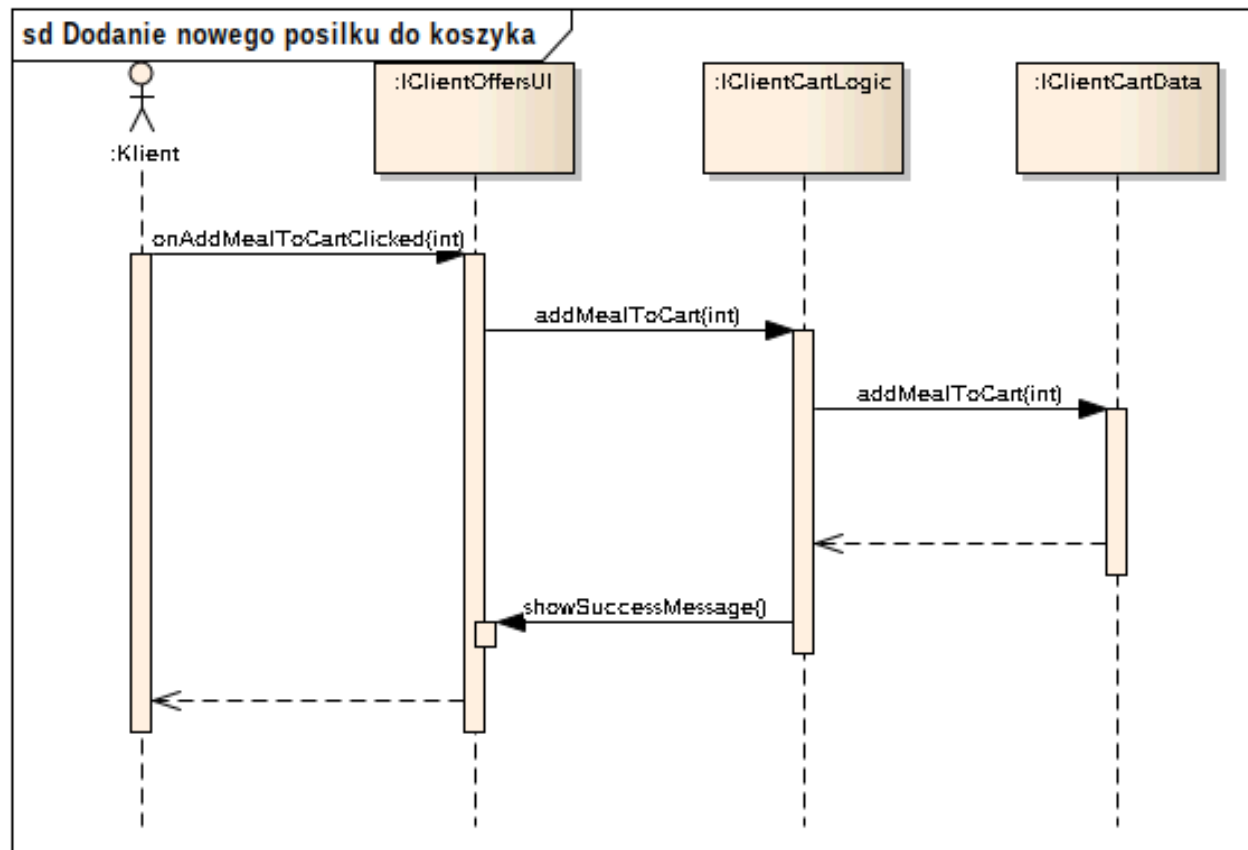 sd Dodanie nowego posilku do koszyka
:Klient
:IClientOffersUI
:IClientCartLogic
:IClientCartData
onAddMealToCartClicked(int)
addMealToCart(int)
addMealToCart(int)
showSuccessMessage()